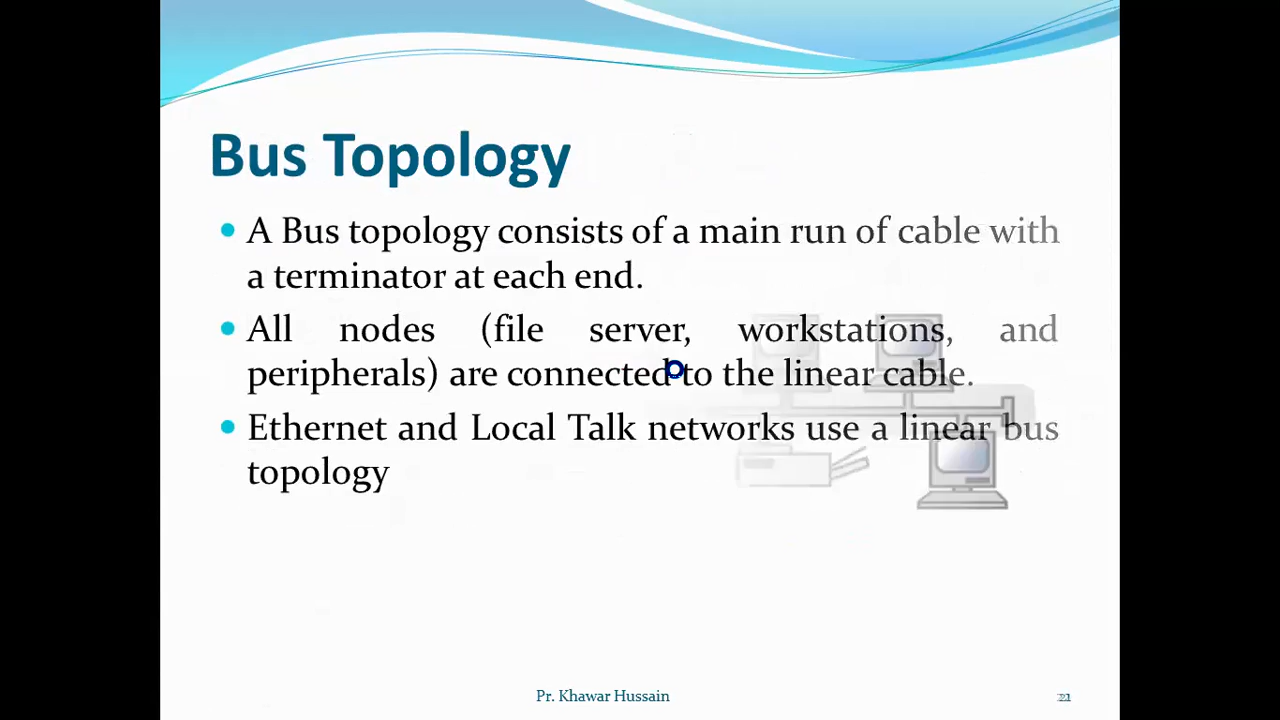 Bus Topology
A Bus topology consists of a main run of cable with
a terminator at each end.
All nodes (file server, workstations, and
peripherals) are connected to the linear cable.
Ethernet and Local Talk networks use a linear bus
topology
Pr. Khawar Hussain